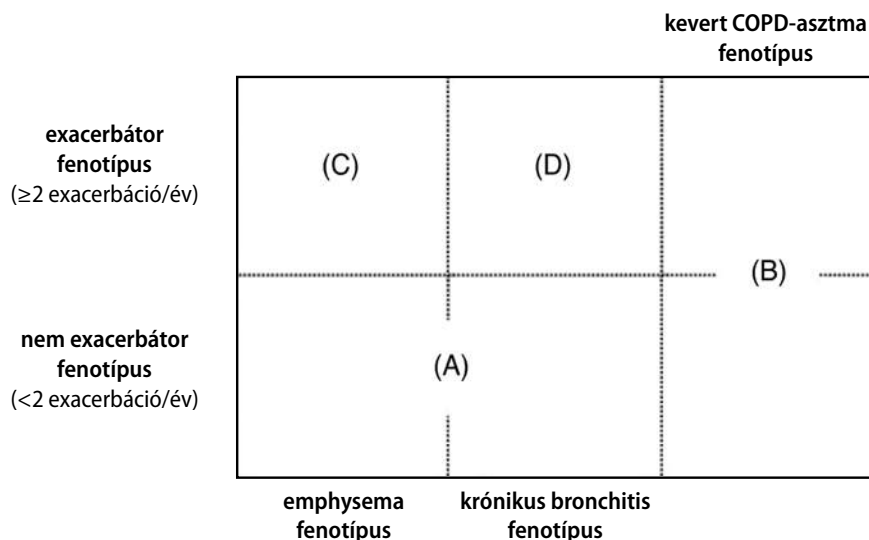 kevert COPD-asztma
fenotípus
exacerbátor
fenotípus
(≥2 exacerbáció/év)
(C)
(D)
(B)
nem exacerbátor
fenotípus
(<2 exacerbáció/év)
(A)
emphysema
fenotípus
krónikus bronchitis
fenotípus